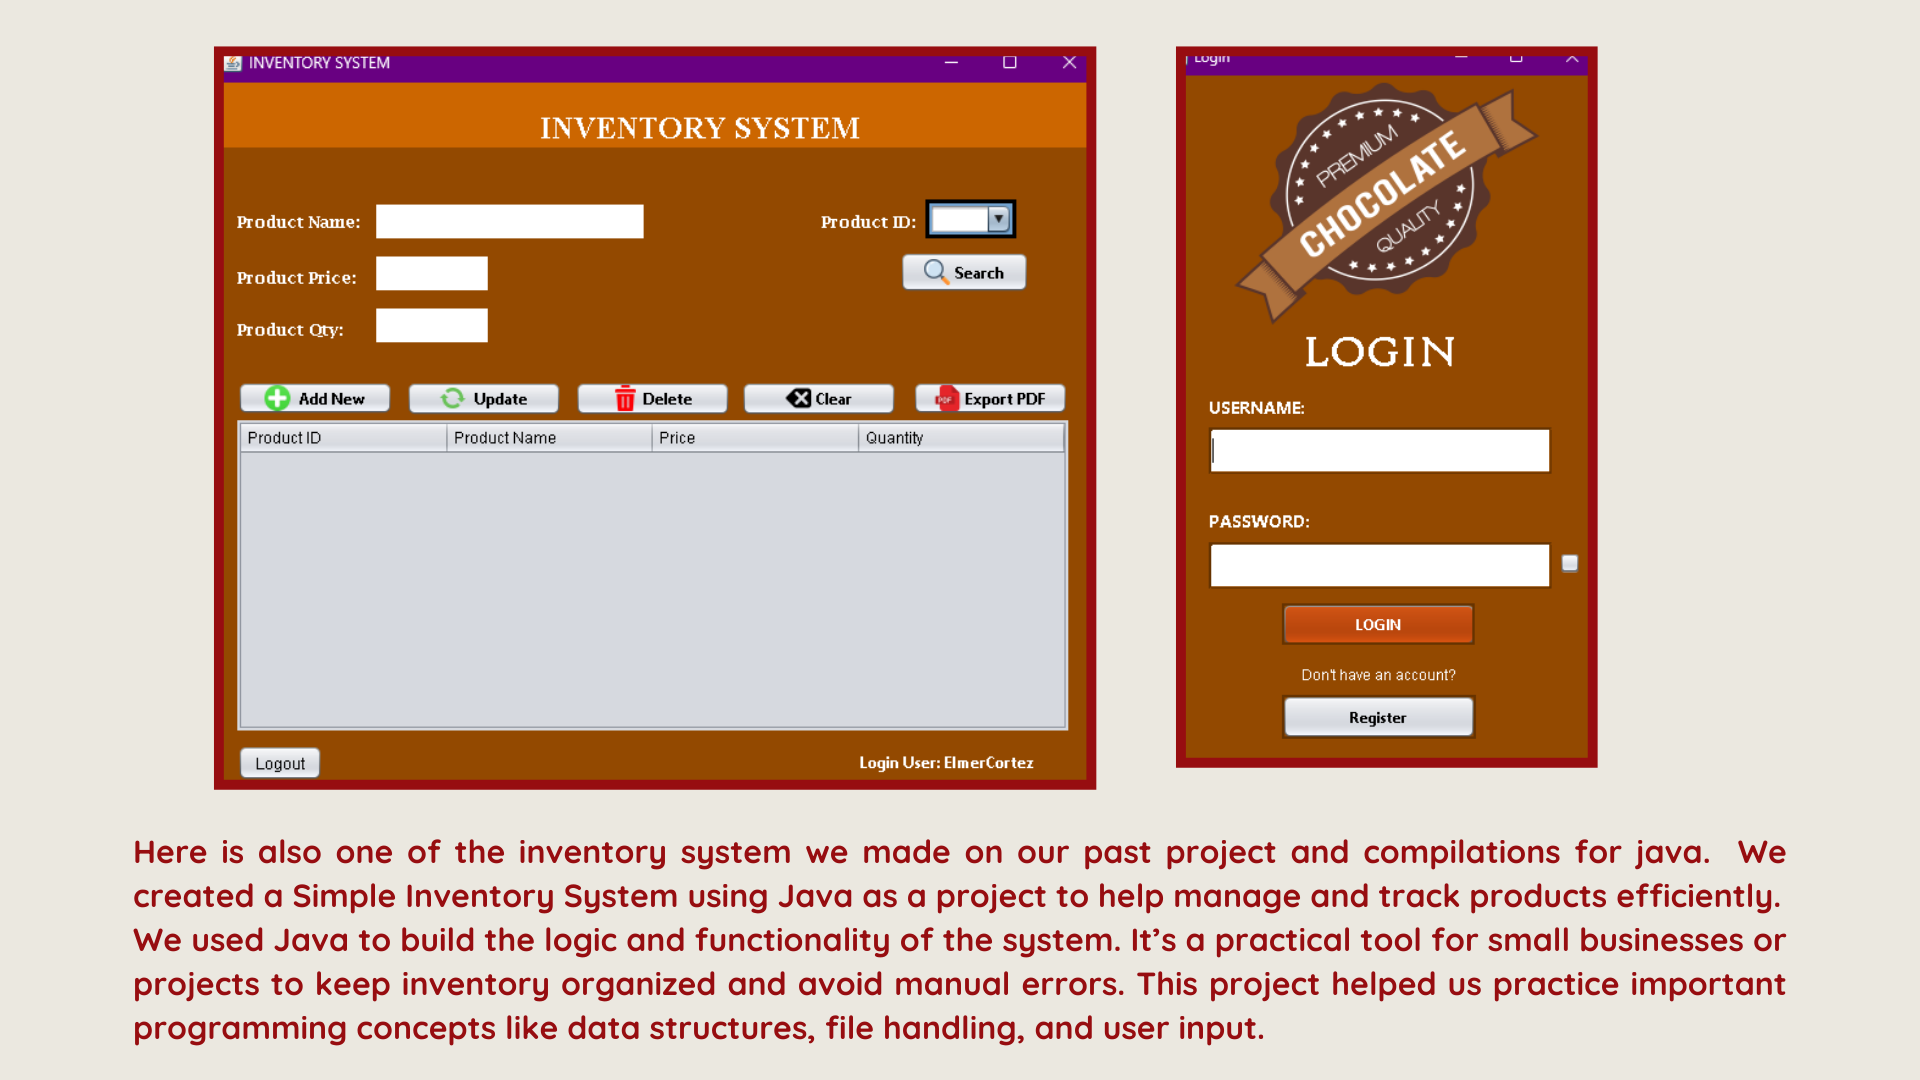 INVENTORY SYSTEM
INVENTORY SYSTEM
Product Name:
Product ID:
Product Price:
Search
Product Qty:
Add New
Update
Delete
Clear
PDF
Export PDF
Product ID
Product Name
Price
Quantity
Logout
Login User: ElmerCortez
Login
PREMIUM
CHOCOLATE
QUALITY
LOGIN
USERNAME:
PASSWORD:
LOGIN
Don't have an account?
Register
Here is also one of the inventory system we made on our past project and compilations for java. We
created a Simple Inventory System using Java as a project to help manage and track products efficiently.
We used Java to build the logic and functionality of the system. It’s a practical tool for small businesses or
projects to keep inventory organized and avoid manual errors. This project helped us practice important
programming concepts like data structures, file handling, and user input.